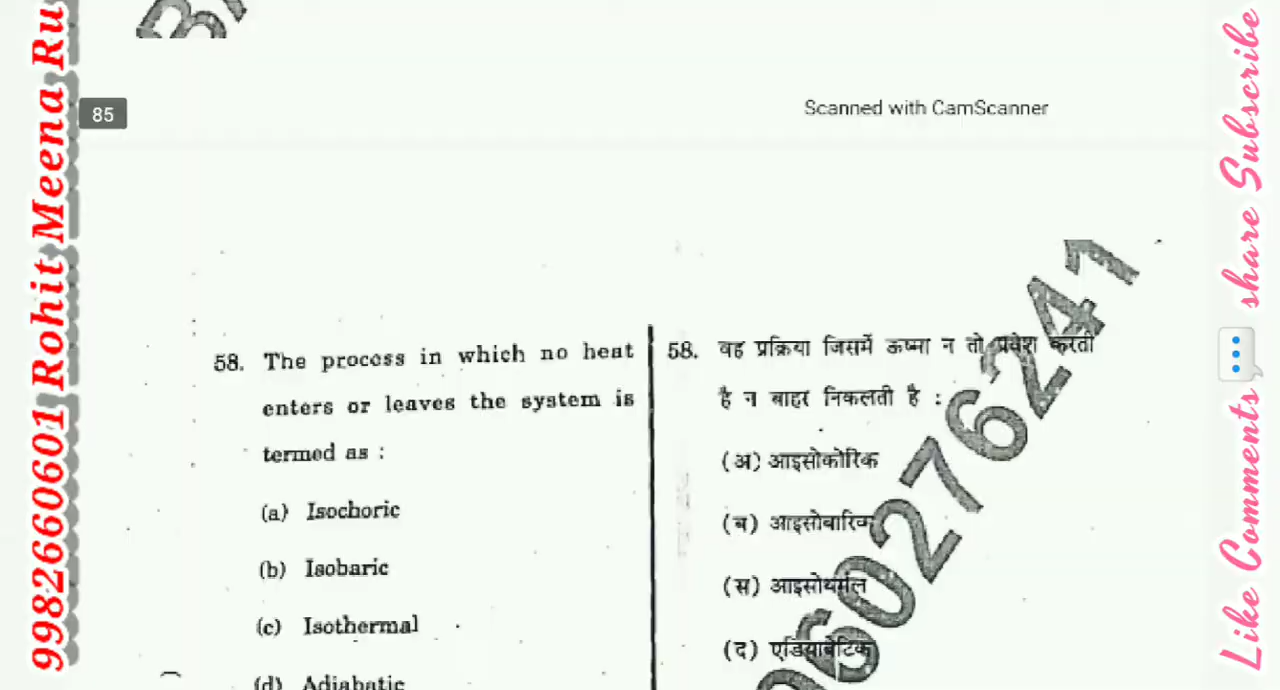 85
Scanned with CamScanner
58. The process in which no heat
enters or leaves the system is
termed as :
(a) Isochoric
(b) Isobaric
(c) Isothermal
(d) Adiabatic
58. वह प्रक्रिया जिसमें ऊष्मा न तो प्रवेश करती
है न बाहर निकलती है :
(अ) आइसोकोरिक
(ब) आइसोबारिक
(स) आइसोथर्मल
(द) एडियाबेटिक
9982660601 Rohit Meena Ru
Like Comments 💬 share Subscribe
060276241